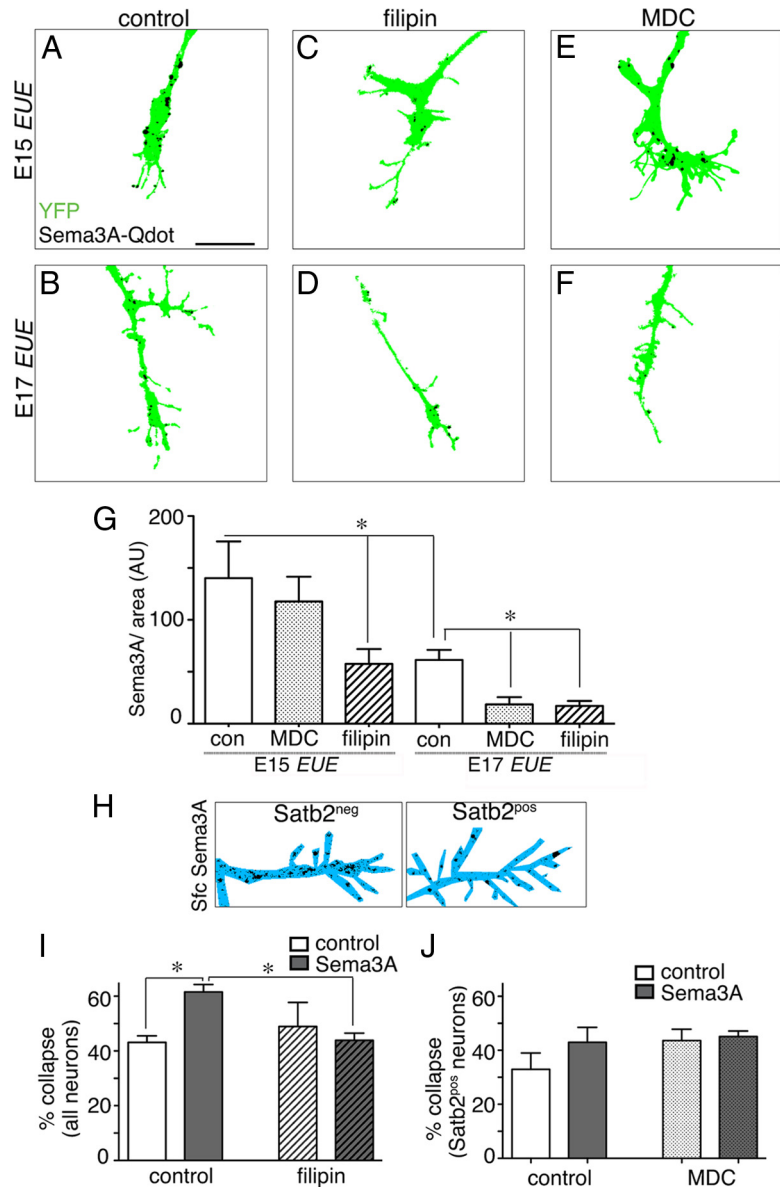 control filipin MDC
A C E
E15 EUE
YFP
Sema3A-Qdot
B D F
E17 EUE
G
200
100
0
Sema3A/ area (AU)
* *
con MDC filipin con MDC filipin
E15 EUE E17 EUE
H
Satb2neg Satb2pos
Sfc Sema3A
I
control
Sema3A
* *
60
40
20
0
% collapse
(all neurons)
control filipin
J
control
Sema3A
60
40
20
0
% collapse
(Satb2pos neurons)
control MDC